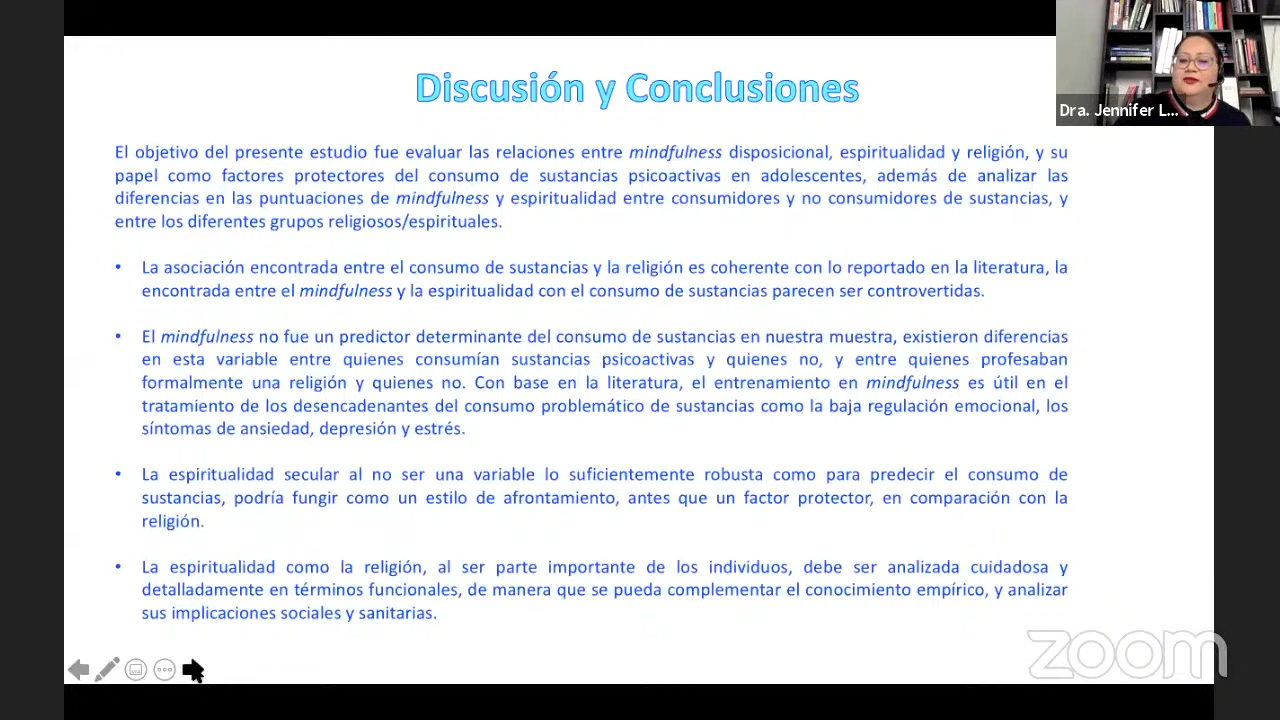 Discusión y Conclusiones
Dra. Jennifer L...
El objetivo del presente estudio fue evaluar las relaciones entre mindfulness disposicional, espiritualidad y religión, y su
papel como factores protectores del consumo de sustancias psicoactivas en adolescentes, además de analizar las
diferencias en las puntuaciones de mindfulness y espiritualidad entre consumidores y no consumidores de sustancias, y
entre los diferentes grupos religiosos/espirituales.
• La asociación encontrada entre el consumo de sustancias y la religión es coherente con lo reportado en la literatura, la
encontrada entre el mindfulness y la espiritualidad con el consumo de sustancias parecen ser controvertidas.
• El mindfulness no fue un predictor determinante del consumo de sustancias en nuestra muestra, existieron diferencias
en esta variable entre quienes consumían sustancias psicoactivas y quienes no, y entre quienes profesaban
formalmente una religión y quienes no. Con base en la literatura, el entrenamiento en mindfulness es útil en el
tratamiento de los desencadenantes del consumo problemático de sustancias como la baja regulación emocional, los
síntomas de ansiedad, depresión y estrés.
• La espiritualidad secular al no ser una variable lo suficientemente robusta como para predecir el consumo de
sustancias, podría fungir como un estilo de afrontamiento, antes que un factor protector, en comparación con la
religión.
• La espiritualidad como la religión, al ser parte importante de los individuos, debe ser analizada cuidadosa y
detalladamente en términos funcionales, de manera que se pueda complementar el conocimiento empírico, y analizar
sus implicaciones sociales y sanitarias.
zoom